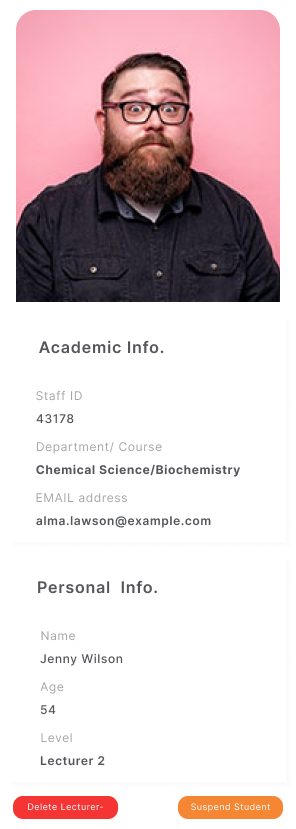 Academic Info.
Staff ID
43178
Department/ Course
Chemical Science/Biochemistry
EMAIL address
alma.lawson@example.com
Personal Info.
Name
Jenny Wilson
Age
54
Level
Lecturer 2
Delete Lecturer-
Suspend Student